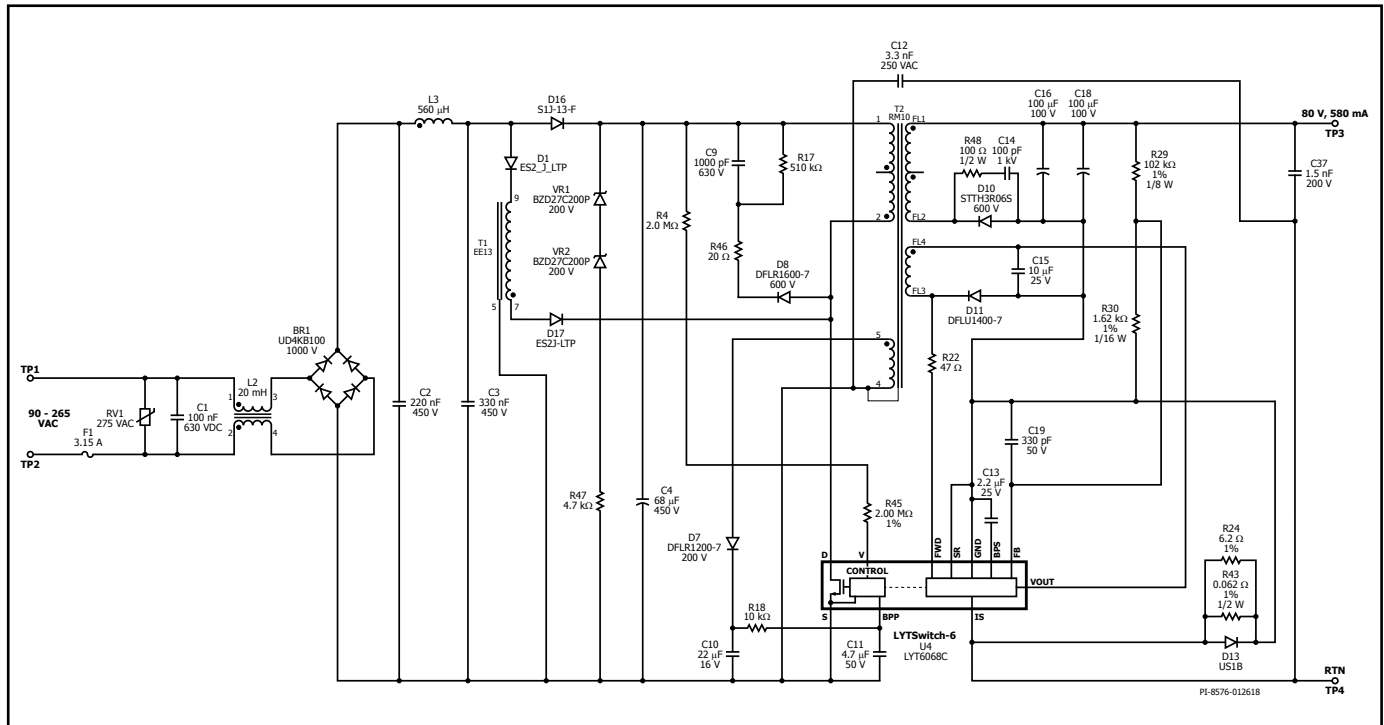 C12
3.3 nF
250 VAC
L3
560 µH
D16
S1J-13-F
T2
RM10
1
FL1
C16
100 µF
100 V
C18
100 µF
100 V
80 V, 580 mA
TP3
D1
ES2_J_LTP
C9
1000 pF
630 V
R17
510 kΩ
R48
100 Ω
1/2 W
C14
100 pF
1 kV
R29
102 kΩ
1%
1/8 W
C37
1.5 nF
200 V
9
VR1
BZD27C200P
200 V
R4
2.0 MΩ
D10
STTH3R06S
600 V
2
FL2
T1
EE13
VR2
BZD27C200P
200 V
R46
20 Ω
FL4
D8
DFLR1600-7
600 V
C15
10 µF
25 V
FL3
5
7
D17
ES2J-LTP
D11
DFLU1400-7
R30
1.62 kΩ
1%
1/16 W
BR1
UD4KB100
1000 V
5
4
R22
47 Ω
TP1
L2
20 mH
1
3
90 - 265
VAC
RV1
275 VAC
C1
100 nF
630 VDC
C2
220 nF
450 V
C3
330 nF
450 V
F1
3.15 A
2
4
TP2
C19
330 pF
50 V
C13
2.2 µF
25 V
R47
4.7 kΩ
C4
68 µF
450 V
R45
2.00 MΩ
1%
D7
DFLR1200-7
200 V
D
V
FWD
SR
GND
BPS
FB
R24
6.2 Ω
1%
CONTROL
VOUT
R43
0.062 Ω
1%
1/2 W
R18
10 kΩ
S
BPP
IS
LYTSwitch-6
U4
LYT6068C
D13
US1B
C10
22 µF
16 V
C11
4.7 µF
50 V
RTN
TP4
PI-8576-012618